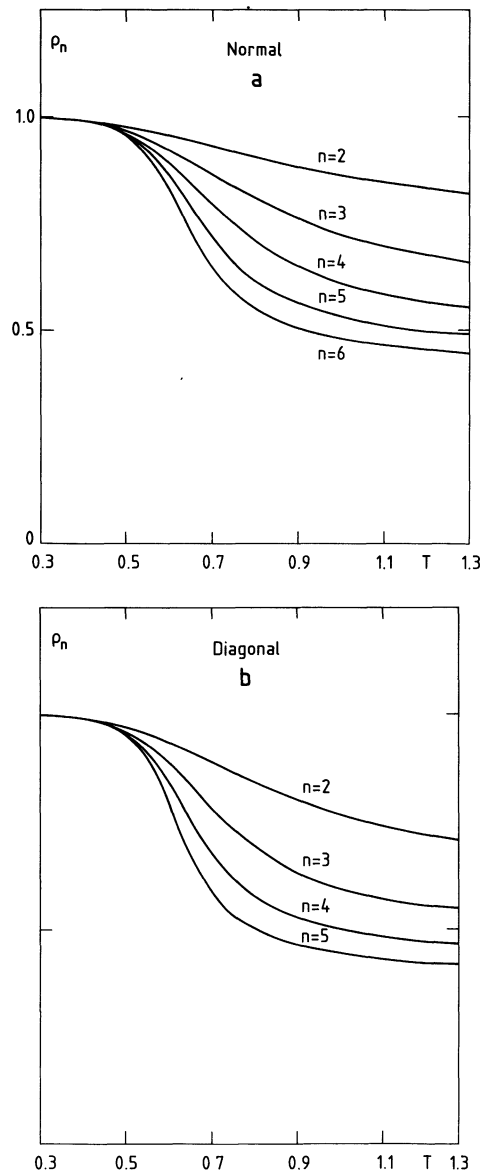 ρn
Normal
a
1.0
n=2
n=3
n=4
n=5
0.5
n=6
0
0.3 0.5 0.7 0.9 1.1 T 1.3
ρn
Diagonal
b
n=2
n=3
n=4
n=5
0.3 0.5 0.7 0.9 1.1 T 1.3